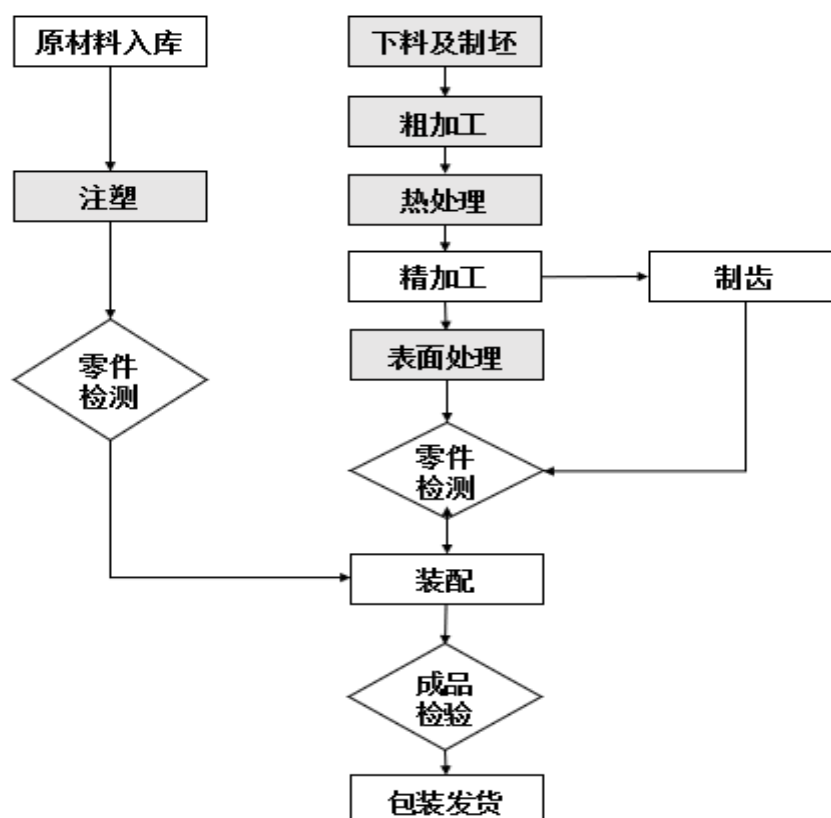 原材料入库
下料及制坯
粗加工
注塑
热处理
精加工
制齿
表面处理
零件
检测
零件
检测
装配
成品
检验
包装发货